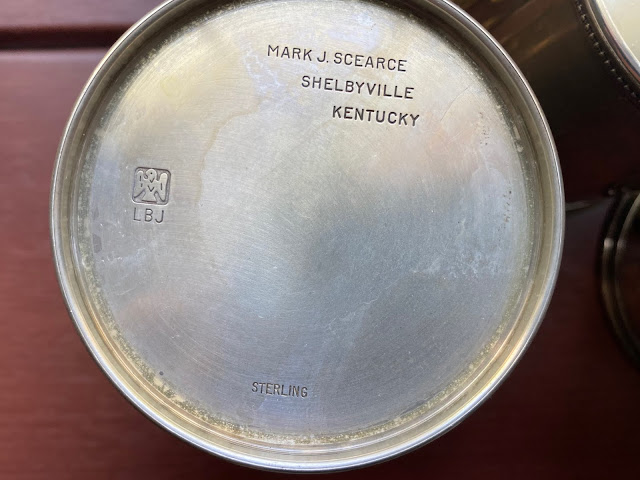 MARK J. SCEARCE
SHELBYVILLE
KENTUCKY
LBJ
STERLING